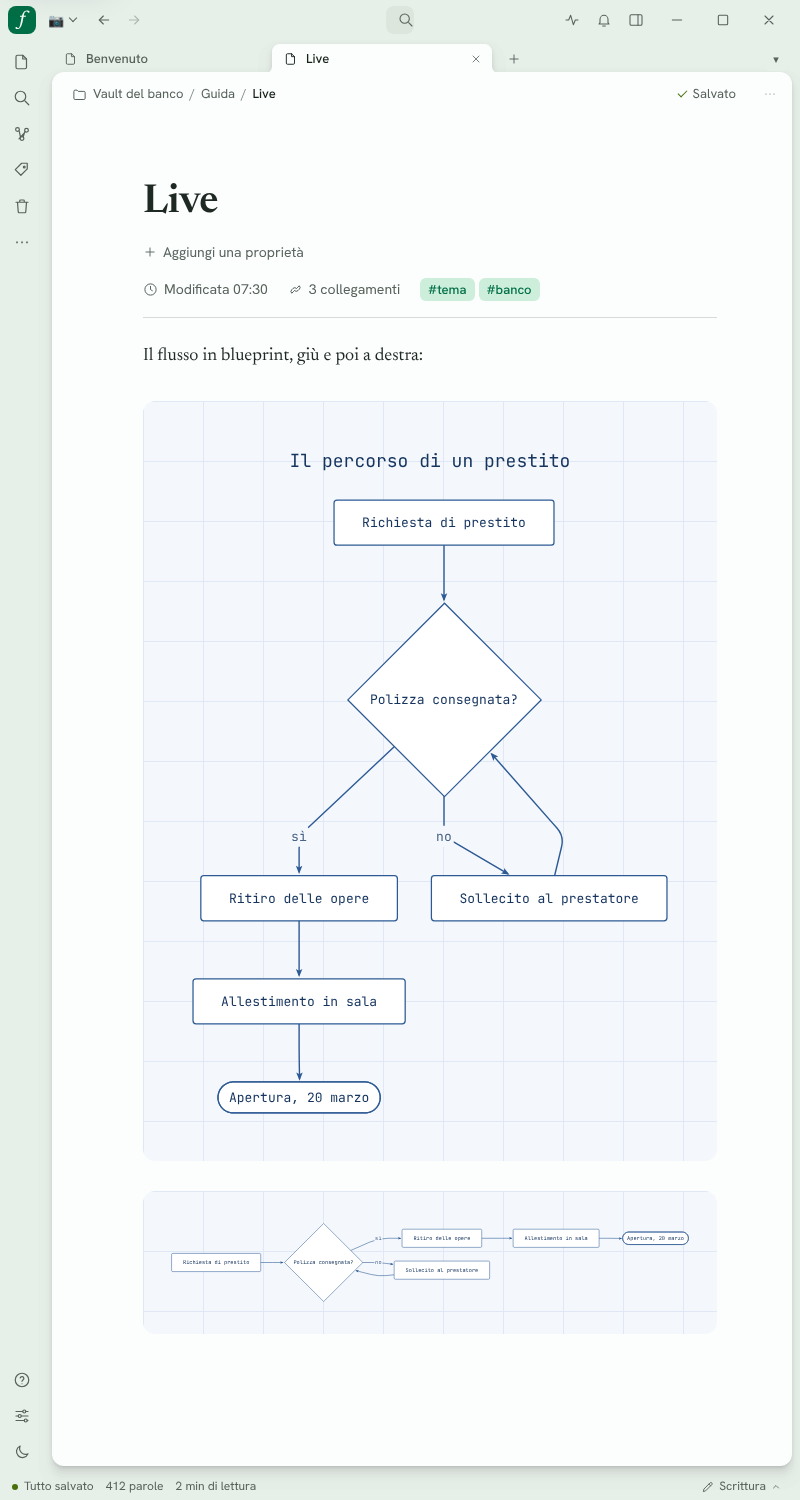 f
Benvenuto
Live
Vault del banco / Guida / Live
Salvato
Live
Aggiungi una proprietà
Modificata 07:30
3 collegamenti
#tema
#banco
Il flusso in blueprint, giù e poi a destra:
Il percorso di un prestito
Richiesta di prestito
Polizza consegnata?
sì
no
Ritiro delle opere
Sollecito al prestatore
Allestimento in sala
Apertura, 20 marzo
sì
Ritiro delle opere
Allestimento in sala
Apertura, 20 marzo
Richiesta di prestito
Polizza consegnata?
no
Sollecito al prestatore
Tutto salvato
412 parole
2 min di lettura
Scrittura